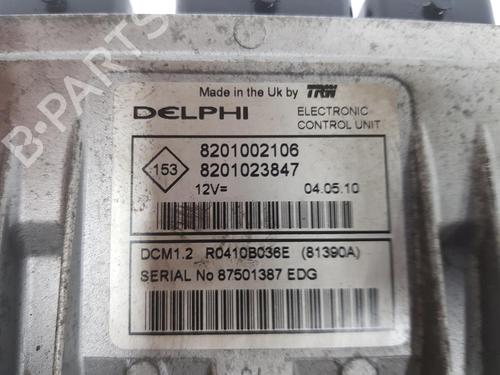 B-PARTS
Made in the Uk by TRW
DELPHI ELECTRONIC
CONTROL UNIT
153 8201002106
8201023847
12V= 04.05.10
DCM1.2 R0410B036E (81390A)
SERIAL No 87501387 EDG